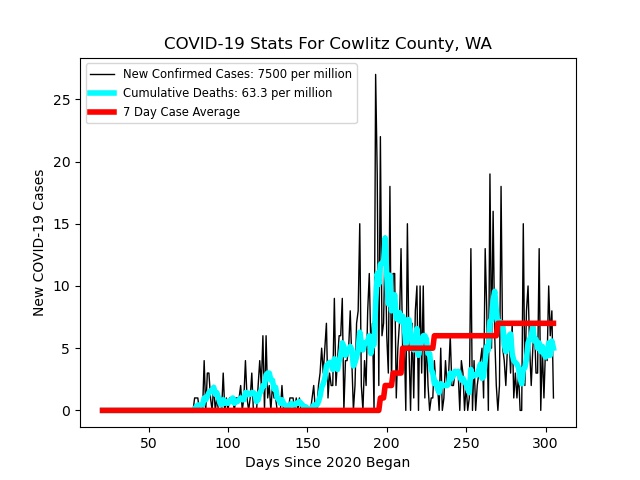 COVID-19 Stats For Cowlitz County, WA
New Confirmed Cases: 7500 per million
Cumulative Deaths: 63.3 per million
7 Day Case Average
New COVID-19 Cases
25
20
15
10
5
0
50 100 150 200 250 300
Days Since 2020 Began